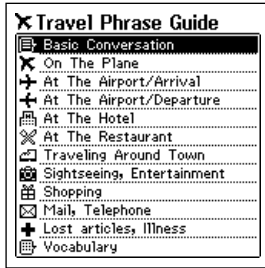 Travel Phrase Guide
Basic Conversation
On The Plane
At The Airport/Arrival
At The Airport/Departure
At The Hotel
At The Restaurant
Traveling Around Town
Sightseeing, Entertainment
Shopping
Mail, Telephone
Lost articles, Illness
Vocabulary